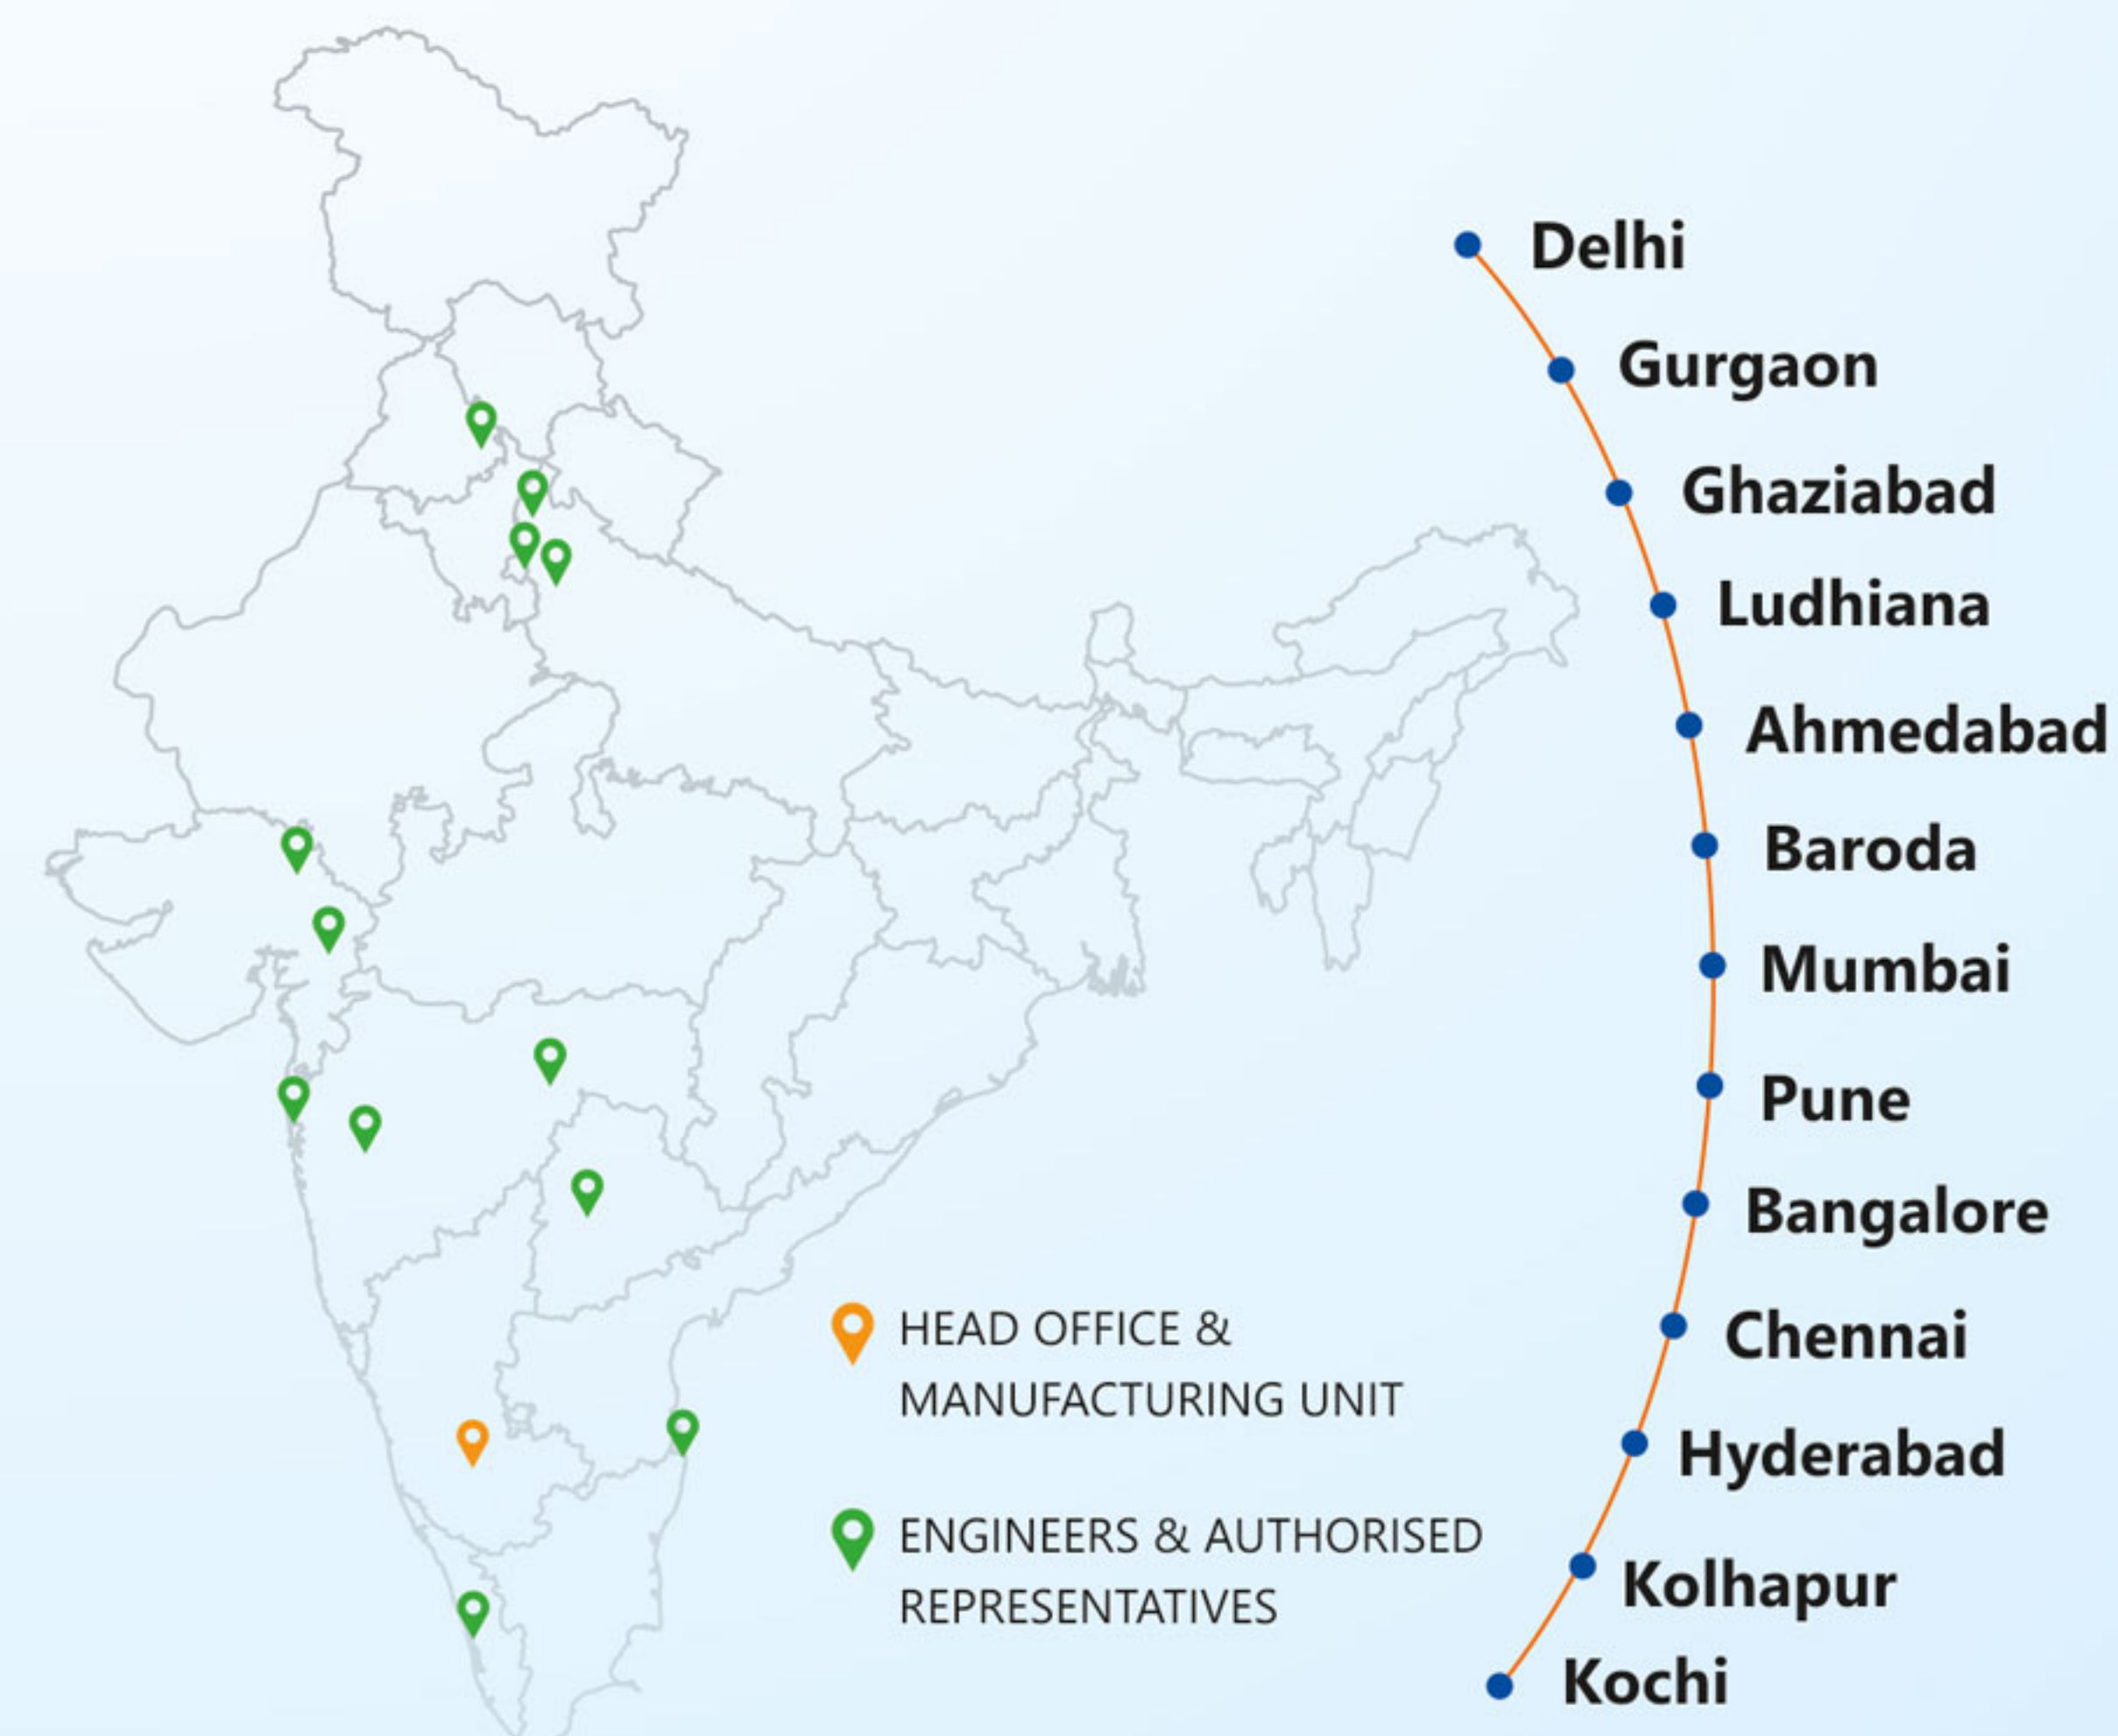 Delhi
Gurgaon
Ghaziabad
Ludhiana
Ahmedabad
Baroda
Mumbai
Pune
Bangalore
Chennai
Hyderabad
Kolhapur
Kochi
HEAD OFFICE &
MANUFACTURING UNIT
ENGINEERS & AUTHORISED
REPRESENTATIVES